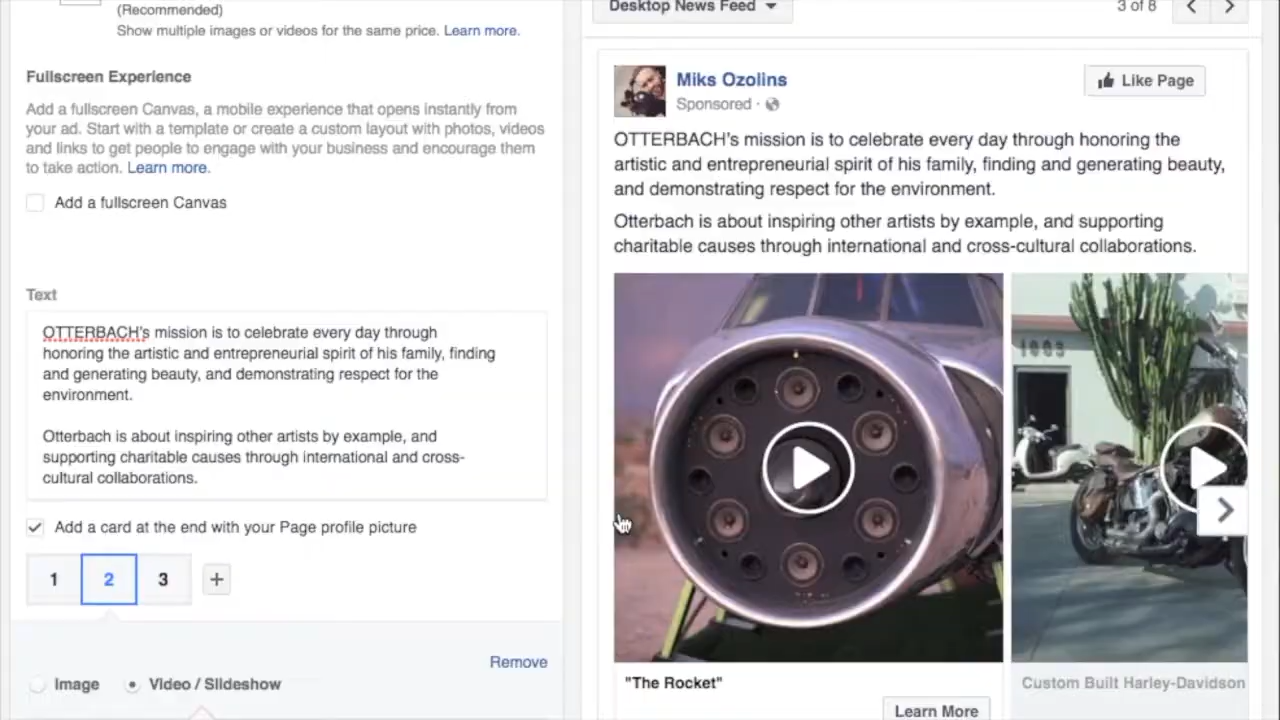 (Recommended)
Show multiple images or videos for the same price. Learn more.
Fullscreen Experience
Add a fullscreen Canvas, a mobile experience that opens instantly from
your ad. Start with a template or create a custom layout with photos, videos
and links to get people to engage with your business and encourage them
to take action. Learn more.
Add a fullscreen Canvas
Text
OTTERBACH's mission is to celebrate every day through
honoring the artistic and entrepreneurial spirit of his family, finding
and generating beauty, and demonstrating respect for the
environment.
Otterbach is about inspiring other artists by example, and
supporting charitable causes through international and cross-
cultural collaborations.
Add a card at the end with your Page profile picture
1 2 3 +
Remove
Image Video / Slideshow
Desktop News Feed
3 of 8
Miks Ozolins
Sponsored ·
Like Page
OTTERBACH's mission is to celebrate every day through honoring the
artistic and entrepreneurial spirit of his family, finding and generating beauty,
and demonstrating respect for the environment.
Otterbach is about inspiring other artists by example, and supporting
charitable causes through international and cross-cultural collaborations.
1603
"The Rocket"
Custom Built Harley-Davidson
Learn More